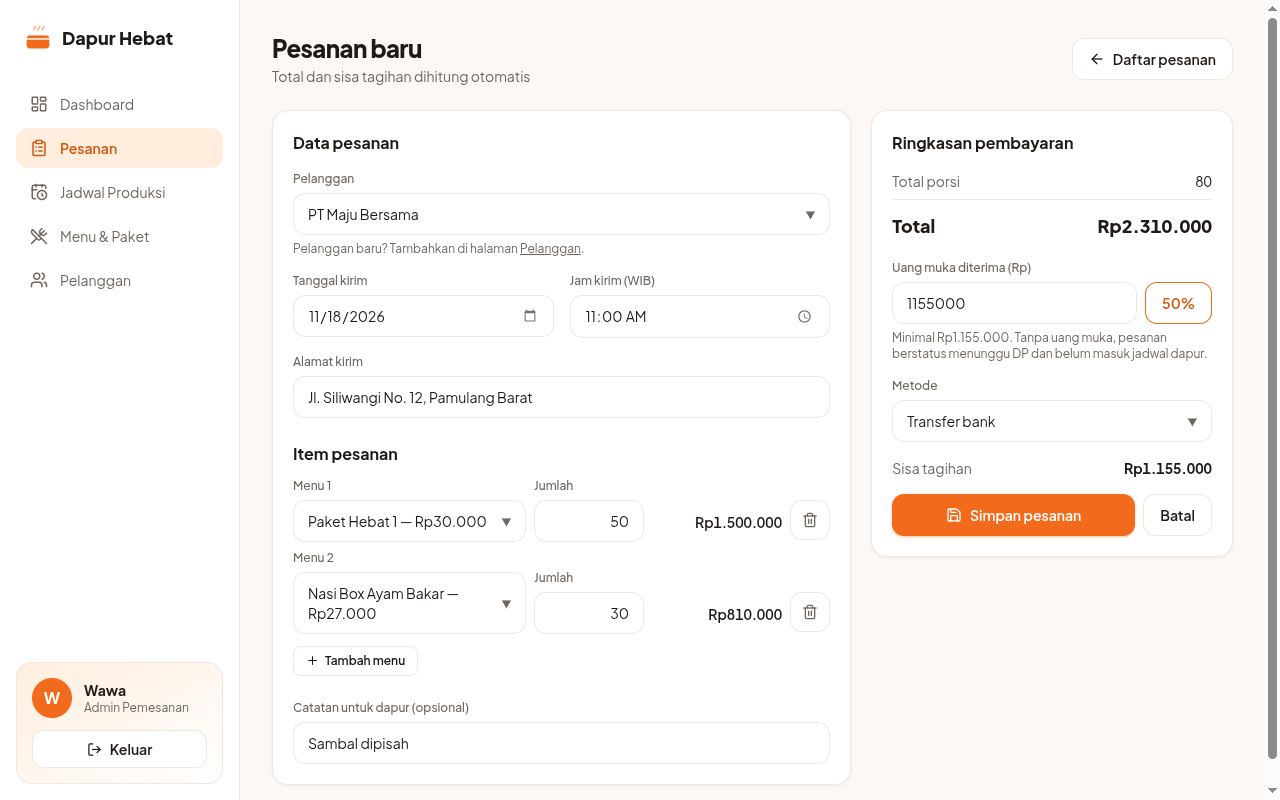 Dapur Hebat
Dashboard
Pesanan
Jadwal Produksi
Menu & Paket
Pelanggan
W
Wawa
Admin Pemesanan
Keluar
Pesanan baru
Total dan sisa tagihan dihitung otomatis
Daftar pesanan
Data pesanan
Pelanggan
PT Maju Bersama
Pelanggan baru? Tambahkan di halaman Pelanggan.
Tanggal kirim
Jam kirim (WIB)
11/18/2026
11:00 AM
Alamat kirim
Jl. Siliwangi No. 12, Pamulang Barat
Item pesanan
Menu 1
Jumlah
Paket Hebat 1 — Rp30.000
50
Rp1.500.000
Menu 2
Jumlah
Nasi Box Ayam Bakar —
Rp27.000
30
Rp810.000
Tambah menu
Catatan untuk dapur (opsional)
Sambal dipisah
Ringkasan pembayaran
Total porsi
80
Total
Rp2.310.000
Uang muka diterima (Rp)
1155000
50%
Minimal Rp1.155.000. Tanpa uang muka, pesanan
berstatus menunggu DP dan belum masuk jadwal dapur.
Metode
Transfer bank
Sisa tagihan
Rp1.155.000
Simpan pesanan
Batal